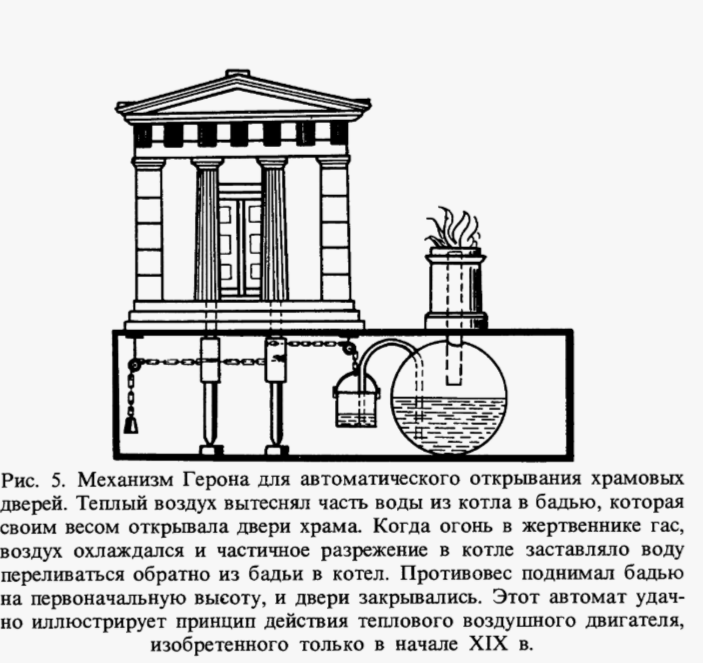 Рис. 5. Механизм Герона для автоматического открывания храмовых
дверей. Теплый воздух вытеснял часть воды из котла в бадью, которая
своим весом открывала двери храма. Когда огонь в жертвеннике гас,
воздух охлаждался и частичное разрежение в котле заставляло воду
переливаться обратно из бадьи в котел. Противовес поднимал бадью
на первоначальную высоту, и двери закрывались. Этот автомат удач-
но иллюстрирует принцип действия теплового воздушного двигателя,
изобретенного только в начале XIX в.